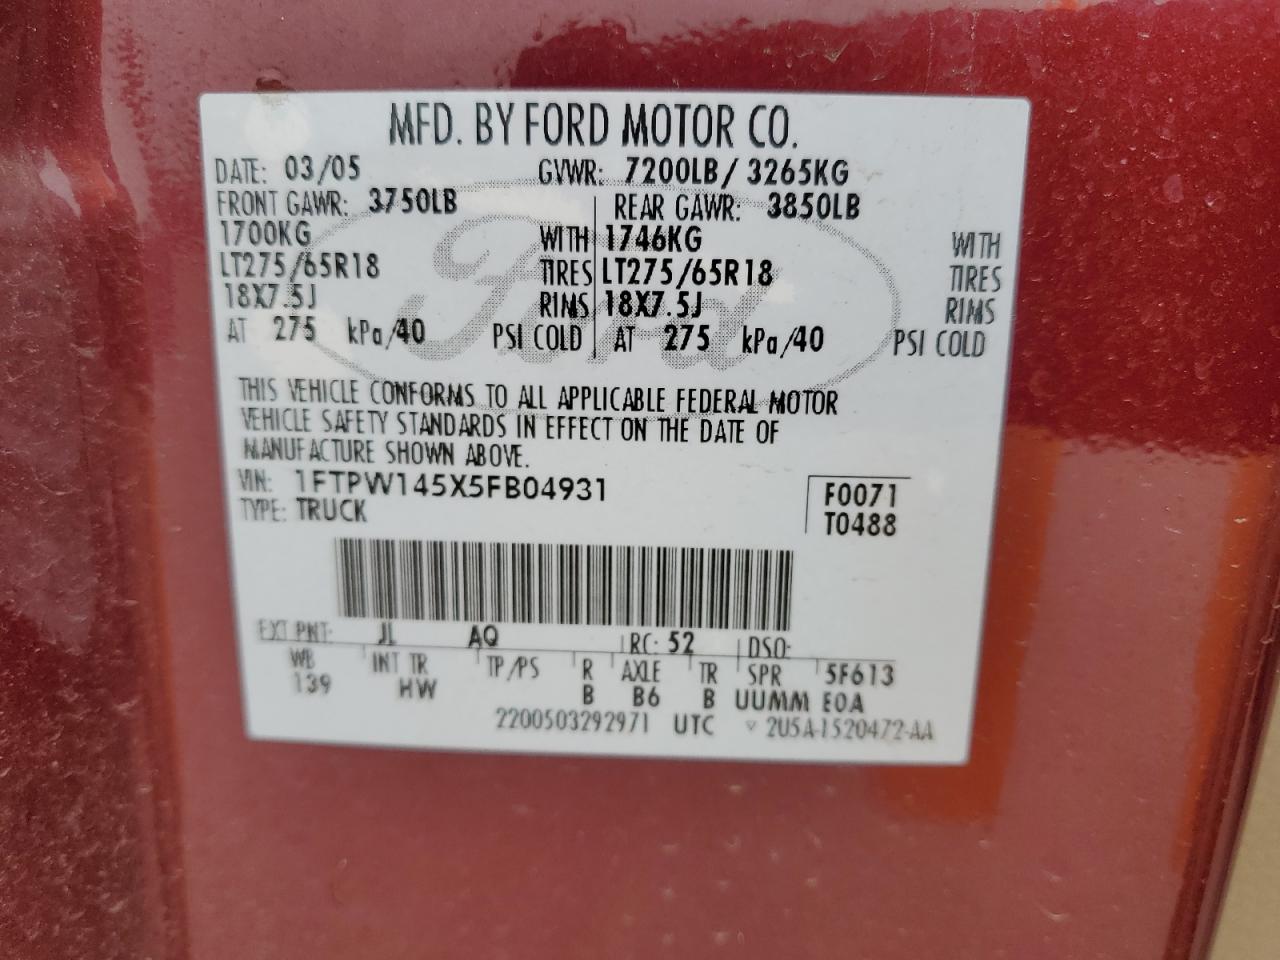 MFD. BY FORD MOTOR CO.
DATE: 03/05 GVWR: 7200LB/ 3265KG
FRONT GAWR: 3750LB REAR GAWR: 3850LB
1700KG WITH 1746KG WITH
LT275/65R18 TIRES LT275/65R18 TIRES
18X7.5J RIMS 18X7.5J RIMS
AT 275 kPa/40 PSI COLD AT 275 kPa/40 PSI COLD
Ford
THIS VEHICLE CONFORMS TO ALL APPLICABLE FEDERAL MOTOR
VEHICLE SAFETY STANDARDS IN EFFECT ON THE DATE OF
MANUFACTURE SHOWN ABOVE.
VIN: 1FTPW145X5FB04931 F0071
TYPE: TRUCK T0488
EXT PNT: JL AQ RC: 52 DSO:
WB INT TR TP/PS R AXLE TR SPR 5F613
139 HW B B6 B UUMM EOA
2200503292971 UTC ▽ 2U5A-1520472-AA